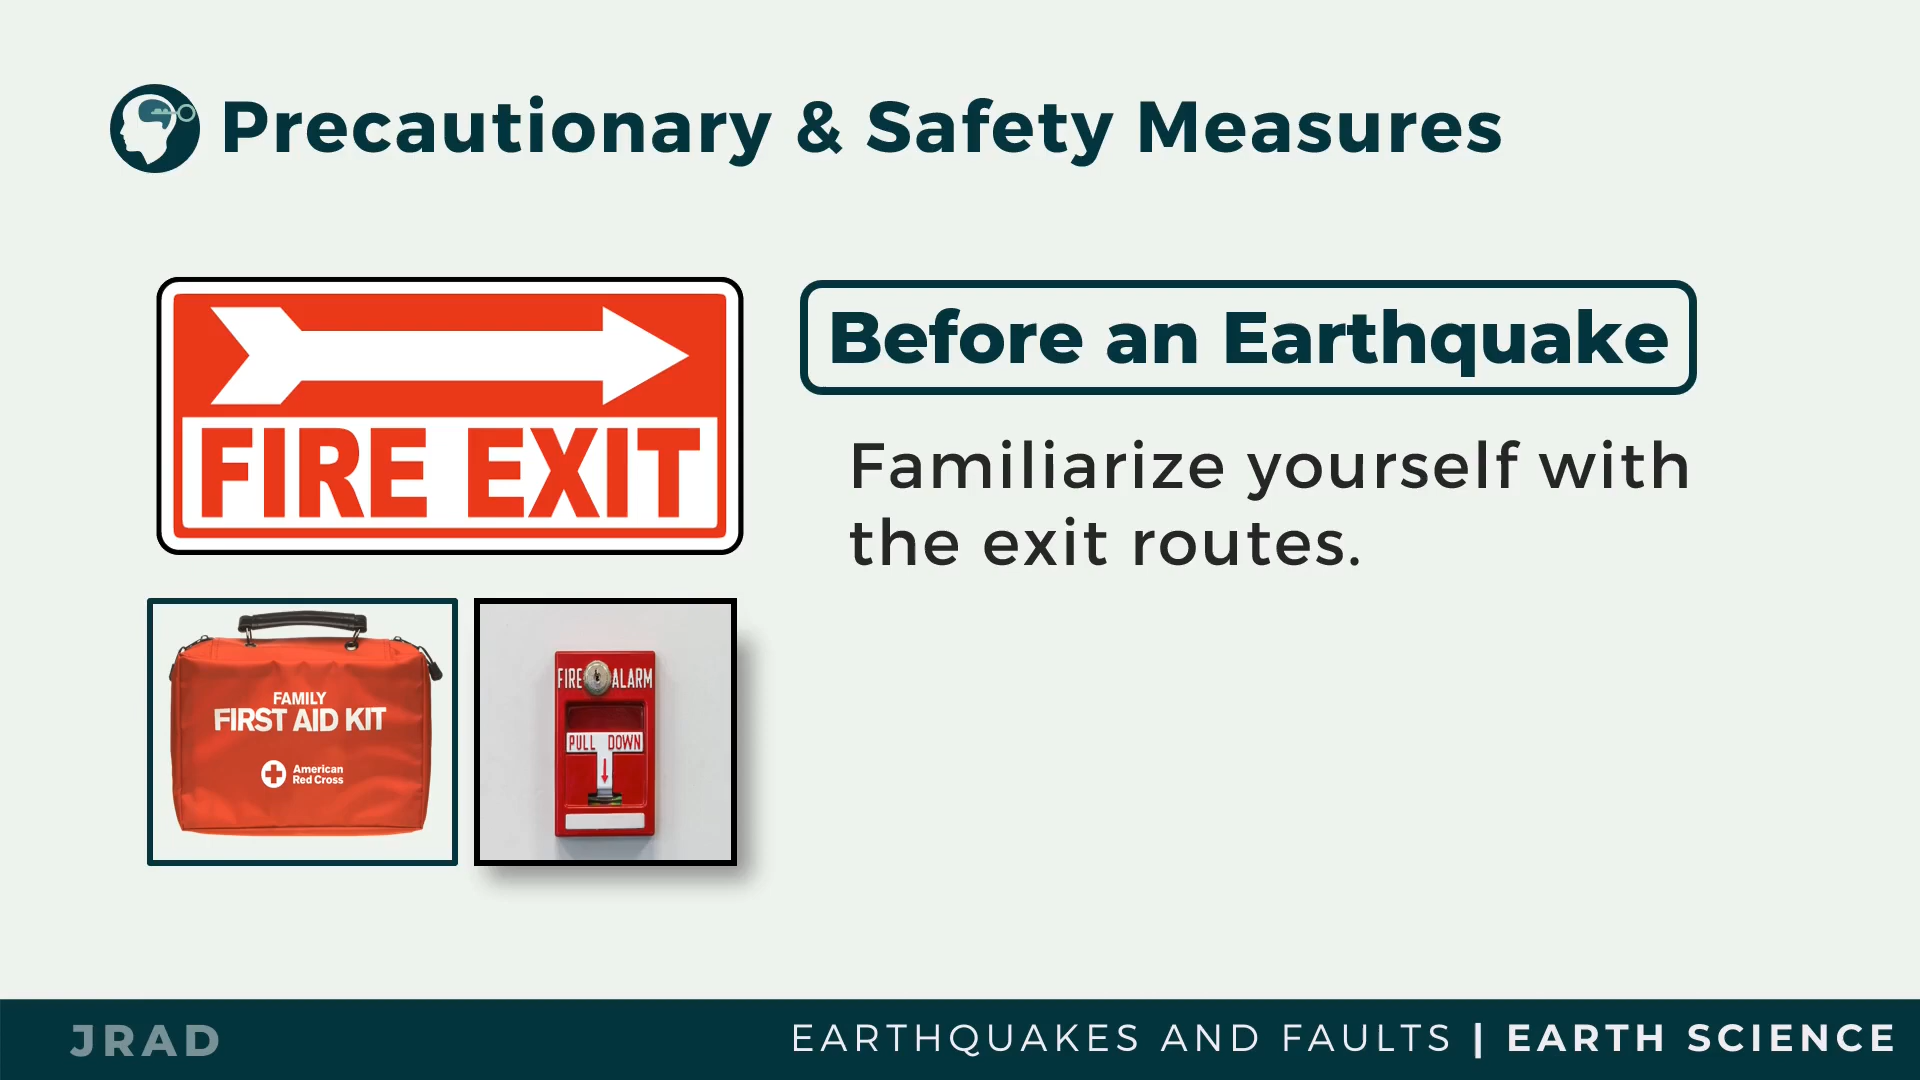 Precautionary & Safety Measures
FIRE EXIT
Before an Earthquake
Familiarize yourself with
the exit routes.
FAMILY
FIRST AID KIT
American
Red Cross
FIRE ALARM
PULL DOWN
JRAD
EARTHQUAKES AND FAULTS | EARTH SCIENCE